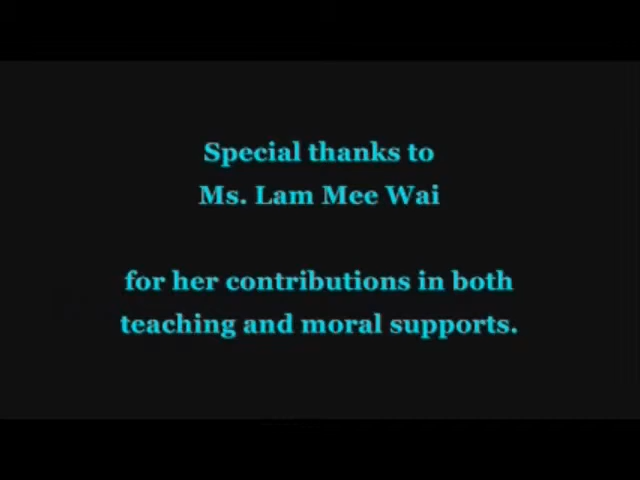 Special thanks to
Ms. Lam Mee Wai
for her contributions in both
teaching and moral supports.